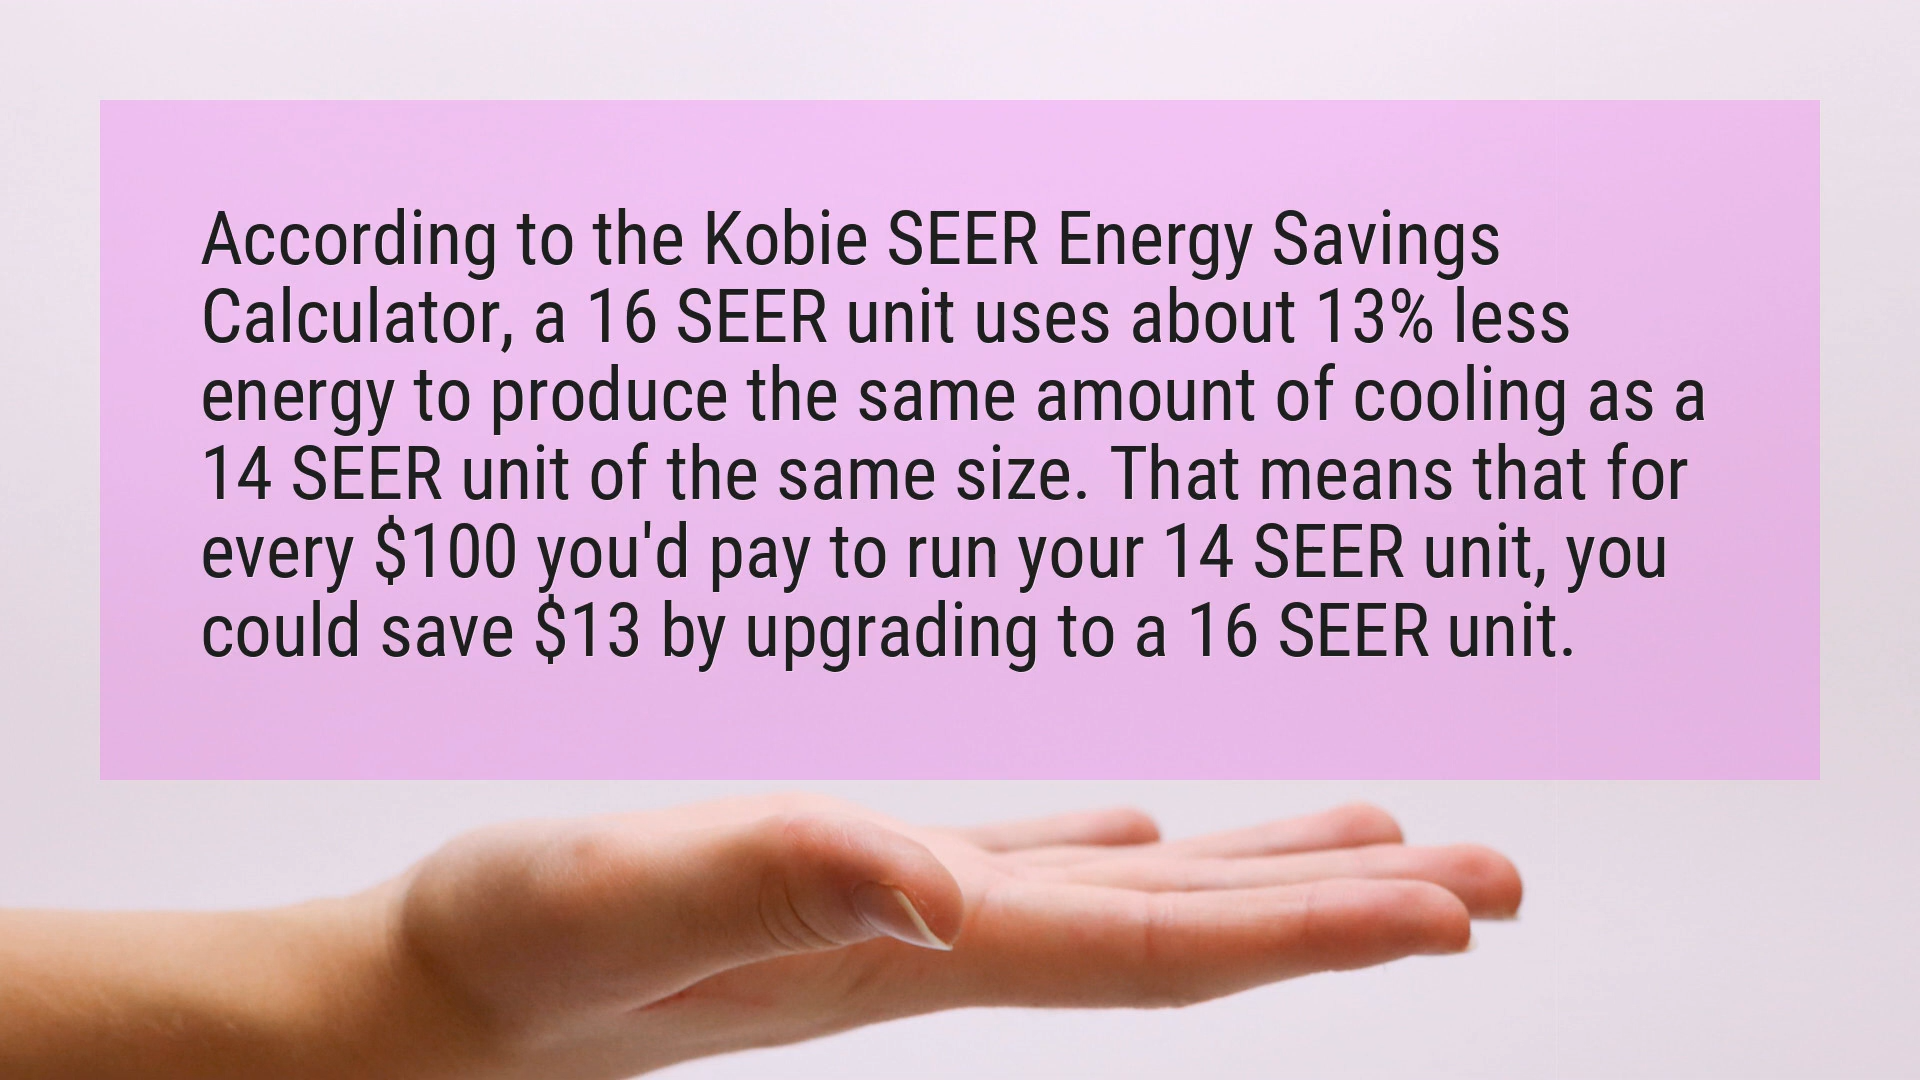 According to the Kobie SEER Energy Savings
Calculator, a 16 SEER unit uses about 13% less
energy to produce the same amount of cooling as a
14 SEER unit of the same size. That means that for
every $100 you'd pay to run your 14 SEER unit, you
could save $13 by upgrading to a 16 SEER unit.